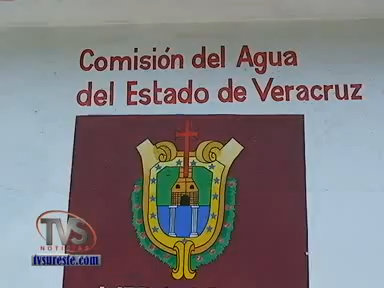 Comisión del Agua
del Estado de Veracruz
TVS
NOTICIAS
tvsureste.com